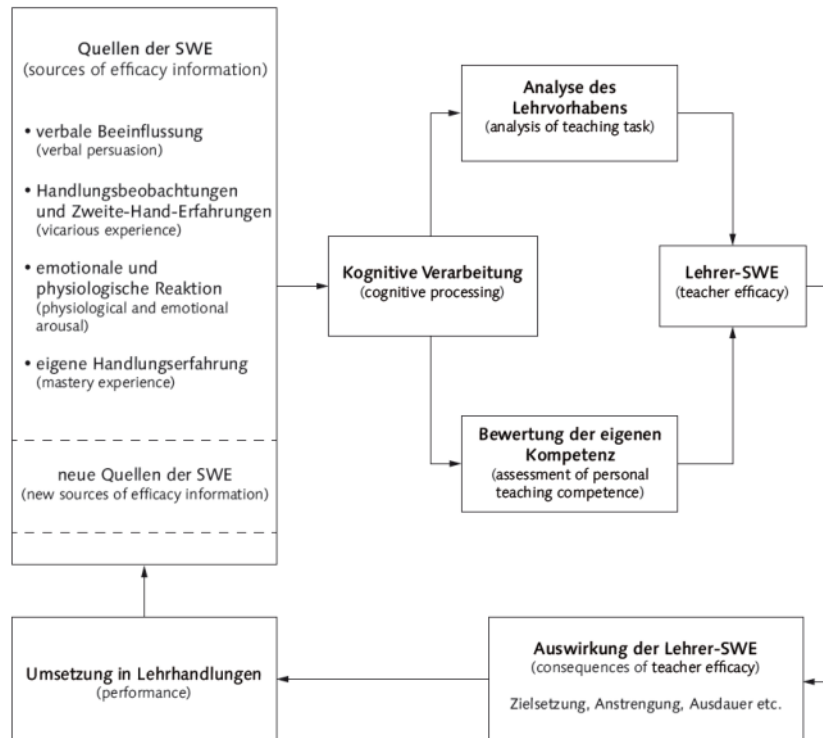 Quellen der SWE
(sources of efficacy information)
• verbale Beeinflussung
(verbal persuasion)
• Handlungsbeobachtungen
und Zweite-Hand-Erfahrungen
(vicarious experience)
• emotionale und
physiologische Reaktion
(physiological and emotional
arousal)
• eigene Handlungserfahrung
(mastery experience)
neue Quellen der SWE
(new sources of efficacy information)
Kognitive Verarbeitung
(cognitive processing)
Analyse des
Lehrvorhabens
(analysis of teaching task)
Bewertung der eigenen
Kompetenz
(assessment of personal
teaching competence)
Lehrer-SWE
(teacher efficacy)
Auswirkung der Lehrer-SWE
(consequences of teacher efficacy)
Zielsetzung, Anstrengung, Ausdauer etc.
Umsetzung in Lehrhandlungen
(performance)